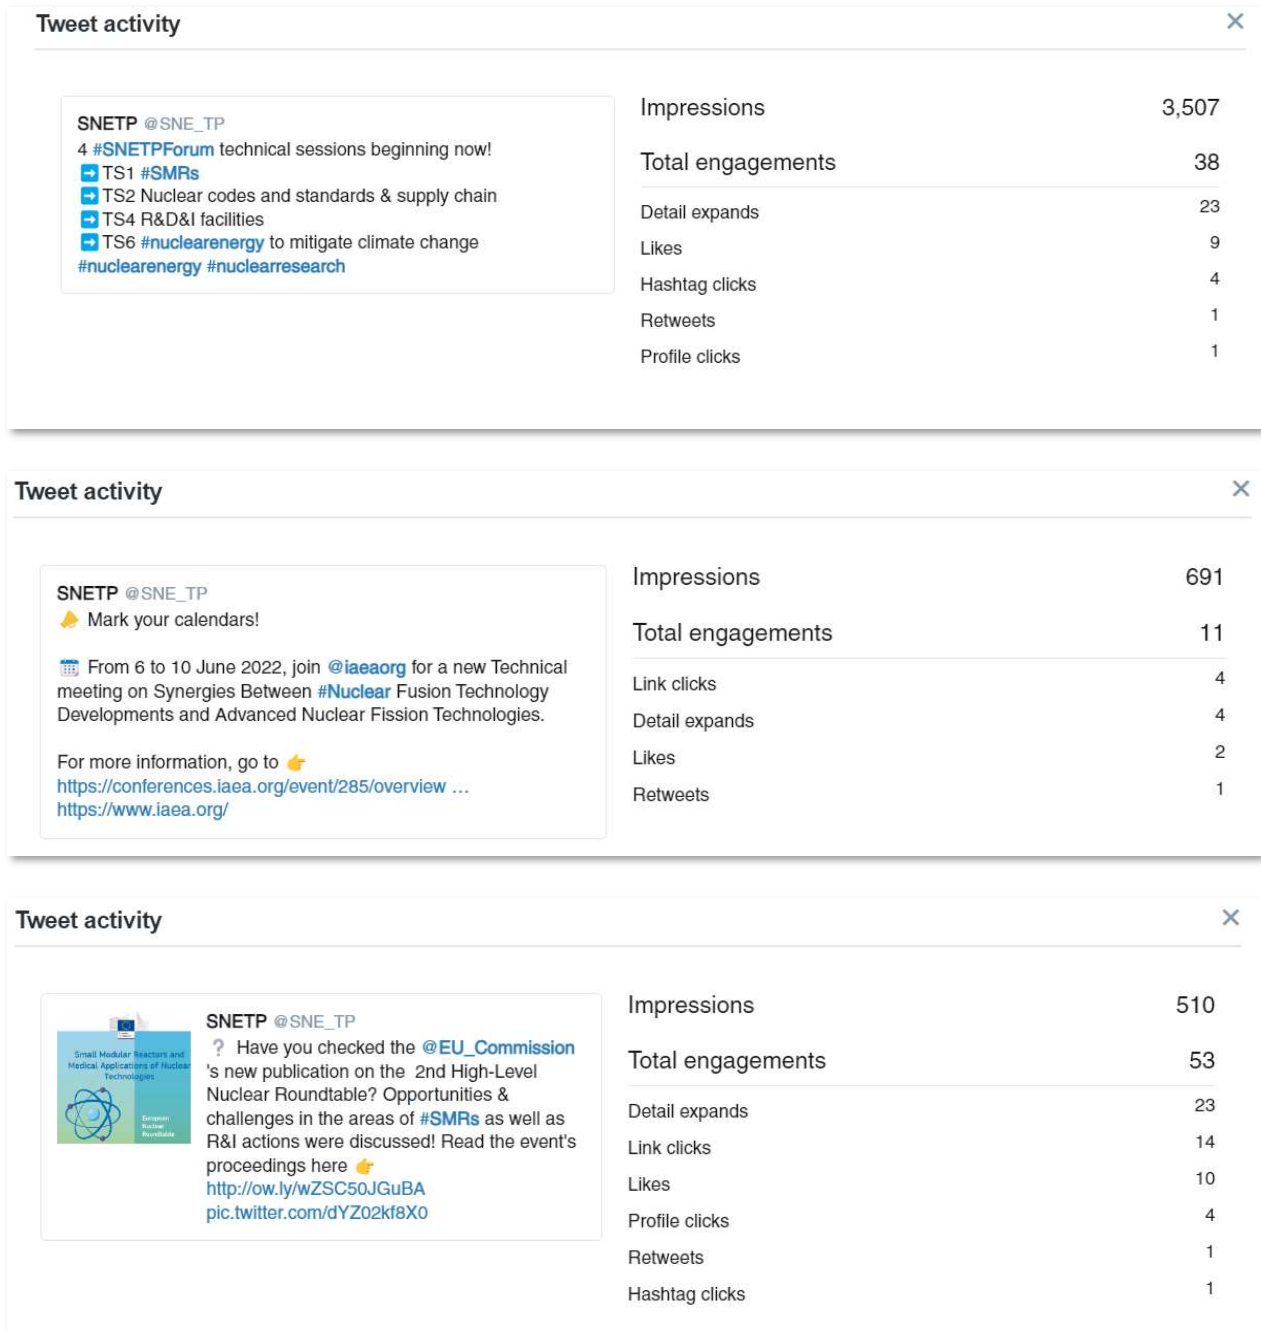 Tweet activity
SNETP @SNE_TP
4 #SNETPForum technical sessions beginning now!
➡TS1 #SMRs
➡TS2 Nuclear codes and standards & supply chain
➡TS4 R&D&I facilities
➡TS6 #nuclearenergy to mitigate climate change
#nuclearenergy #nuclearresearch
Impressions 3,507
Total engagements 38
Detail expands 23
Likes 9
Hashtag clicks 4
Retweets 1
Profile clicks 1
Tweet activity
SNETP @SNE_TP
Mark your calendars!
From 6 to 10 June 2022, join @iaeaorg for a new Technical
meeting on Synergies Between #Nuclear Fusion Technology
Developments and Advanced Nuclear Fission Technologies.
For more information, go to 👉
https://conferences.iaea.org/event/285/overview …
https://www.iaea.org/
Impressions 691
Total engagements 11
Link clicks 4
Detail expands 4
Likes 2
Retweets 1
Tweet activity
Small Modular Reactors and
Medical Applications of Nuclear
Technologies
European
Nuclear
Roundtable
SNETP @SNE_TP
? Have you checked the @EU_Commission
's new publication on the 2nd High-Level
Nuclear Roundtable? Opportunities &
challenges in the areas of #SMRs as well as
R&I actions were discussed! Read the event's
proceedings here 👉
http://ow.ly/wZSC50JGuBA
pic.twitter.com/dYZ02kf8X0
Impressions 510
Total engagements 53
Detail expands 23
Link clicks 14
Likes 10
Profile clicks 4
Retweets 1
Hashtag clicks 1